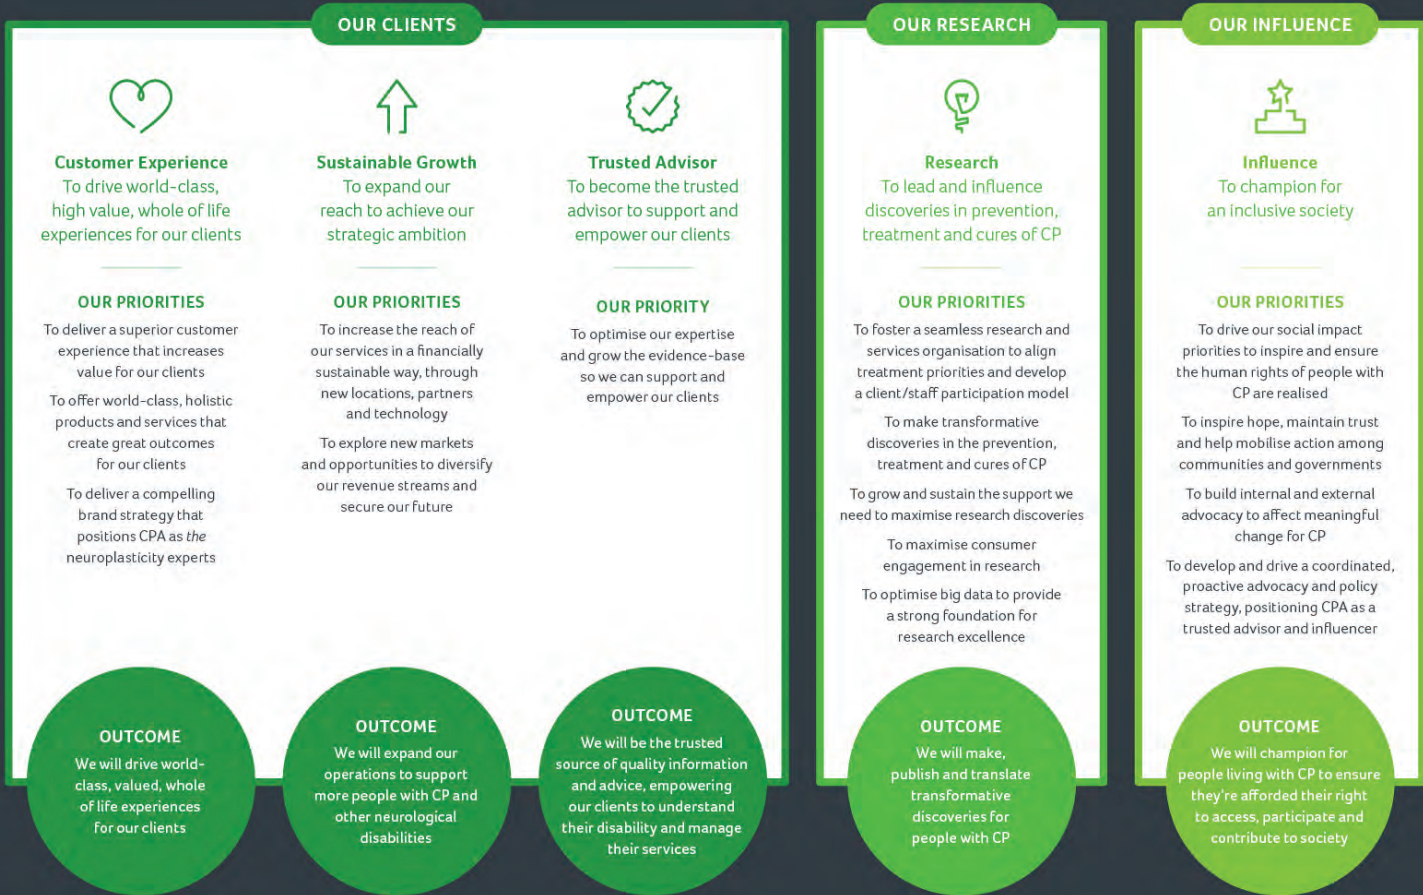 OUR CLIENTS
Customer Experience
To drive world-class,
high value, whole of life
experiences for our clients
OUR PRIORITIES
To deliver a superior customer
experience that increases
value for our clients
To offer world-class, holistic
products and services that
create great outcomes
for our clients
To deliver a compelling
brand strategy that
positions CPA as the
neuroplasticity experts
OUTCOME
We will drive world-
class, valued, whole
of life experiences
for our clients
Sustainable Growth
To expand our
reach to achieve our
strategic ambition
OUR PRIORITIES
To increase the reach of
our services in a financially
sustainable way, through
new locations, partners
and technology
To explore new markets
and opportunities to diversify
our revenue streams and
secure our future
OUTCOME
We will expand our
operations to support
more people with CP and
other neurological
disabilities
Trusted Advisor
To become the trusted
advisor to support and
empower our clients
OUR PRIORITY
To optimise our expertise
and grow the evidence-base
so we can support and
empower our clients
OUTCOME
We will be the trusted
source of quality information
and advice, empowering
our clients to understand
their disability and manage
their services
OUR RESEARCH
Research
To lead and influence
discoveries in prevention,
treatment and cures of CP
OUR PRIORITIES
To foster a seamless research and
services organisation to align
treatment priorities and develop
a client/staff participation model
To make transformative
discoveries in the prevention,
treatment and cures of CP
To grow and sustain the support we
need to maximise research discoveries
To maximise consumer
engagement in research
To optimise big data to provide
a strong foundation for
research excellence
OUTCOME
We will make,
publish and translate
transformative
discoveries for
people with CP
OUR INFLUENCE
Influence
To champion for
an inclusive society
OUR PRIORITIES
To drive our social impact
priorities to inspire and ensure
the human rights of people with
CP are realised
To inspire hope, maintain trust
and help mobilise action among
communities and governments
To build internal and external
advocacy to affect meaningful
change for CP
To develop and drive a coordinated,
proactive advocacy and policy
strategy, positioning CPA as a
trusted advisor and influencer
OUTCOME
We will champion for
people living with CP to ensure
they're afforded their right
to access, participate and
contribute to society